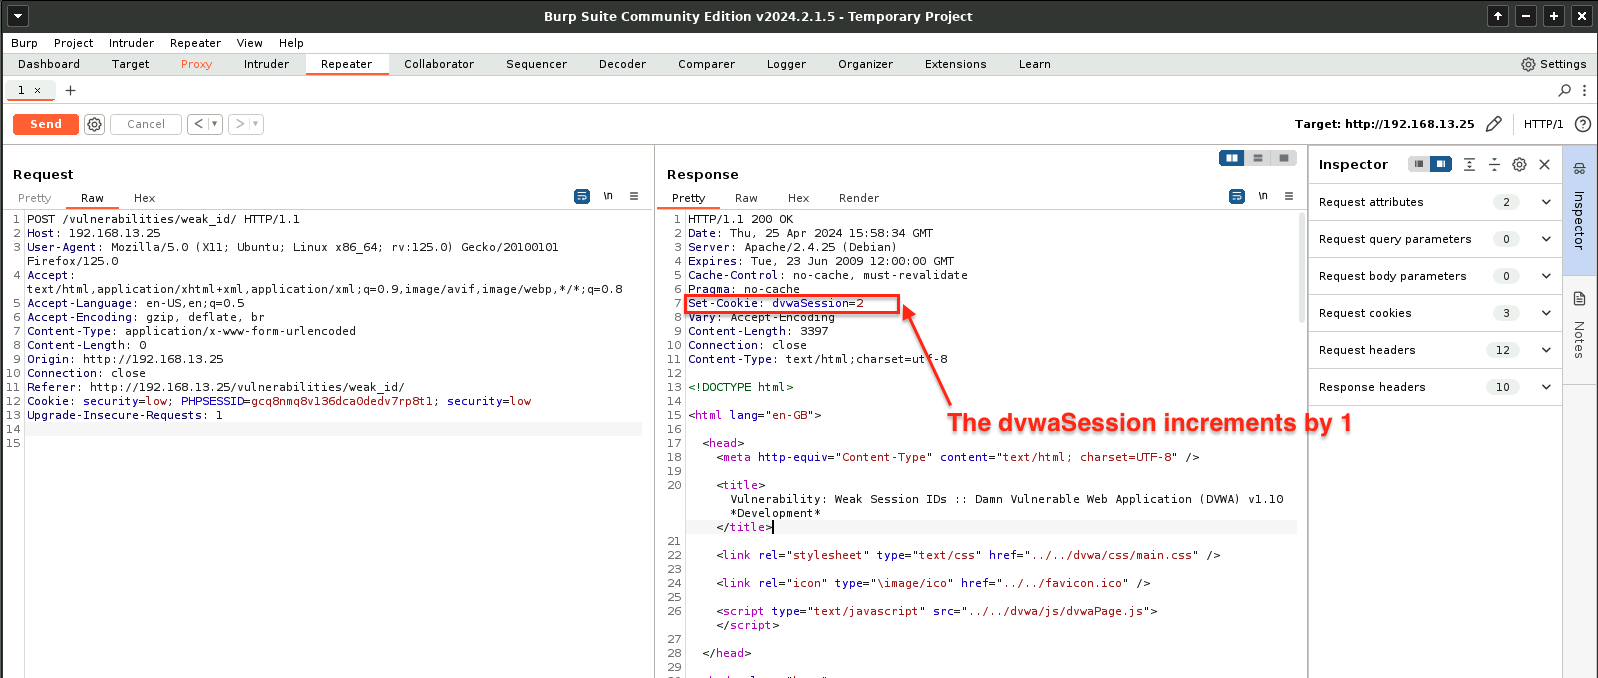 Burp Suite Community Edition v2024.2.1.5 - Temporary Project
Burp Project Intruder Repeater View Help
Dashboard Target Proxy Intruder Repeater Collaborator Sequencer Decoder Comparer Logger Organizer Extensions Learn Settings
1 × +
Send Cancel < > Target: http://192.168.13.25 HTTP/1 ?
Request
Pretty Raw Hex \n
1 POST /vulnerabilities/weak_id/ HTTP/1.1
2 Host: 192.168.13.25
3 User-Agent: Mozilla/5.0 (X11; Ubuntu; Linux x86_64; rv:125.0) Gecko/20100101
Firefox/125.0
4 Accept:
text/html,application/xhtml+xml,application/xml;q=0.9,image/avif,image/webp,*/*;q=0.8
5 Accept-Language: en-US,en;q=0.5
6 Accept-Encoding: gzip, deflate, br
7 Content-Type: application/x-www-form-urlencoded
8 Content-Length: 0
9 Origin: http://192.168.13.25
10 Connection: close
11 Referer: http://192.168.13.25/vulnerabilities/weak_id/
12 Cookie: security=low; PHPSESSID=gcq8nmq8v136dca0dedv7rp8t1; security=low
13 Upgrade-Insecure-Requests: 1
14
15
Response
Pretty Raw Hex Render \n
1 HTTP/1.1 200 OK
2 Date: Thu, 25 Apr 2024 15:58:34 GMT
3 Server: Apache/2.4.25 (Debian)
4 Expires: Tue, 23 Jun 2009 12:00:00 GMT
5 Cache-Control: no-cache, must-revalidate
6 Pragma: no-cache
7 Set-Cookie: dvwaSession=2
8 Vary: Accept-Encoding
9 Content-Length: 3397
10 Connection: close
11 Content-Type: text/html;charset=utf-8
12
13 <!DOCTYPE html>
14
15 <html lang="en-GB">
16
17 <head>
18 <meta http-equiv="Content-Type" content="text/html; charset=UTF-8" />
19
20 <title>
Vulnerability: Weak Session IDs :: Damn Vulnerable Web Application (DVWA) v1.10
*Development*
</title>
21
22 <link rel="stylesheet" type="text/css" href="../../dvwa/css/main.css" />
23
24 <link rel="icon" type="\image/ico" href="../../favicon.ico" />
25
26 <script type="text/javascript" src="../../dvwa/js/dvwaPage.js">
</script>
27
28 </head>
29
The dvwaSession increments by 1
Inspector
Request attributes 2
Request query parameters 0
Request body parameters 0
Request cookies 3
Request headers 12
Response headers 10
Inspector
Notes